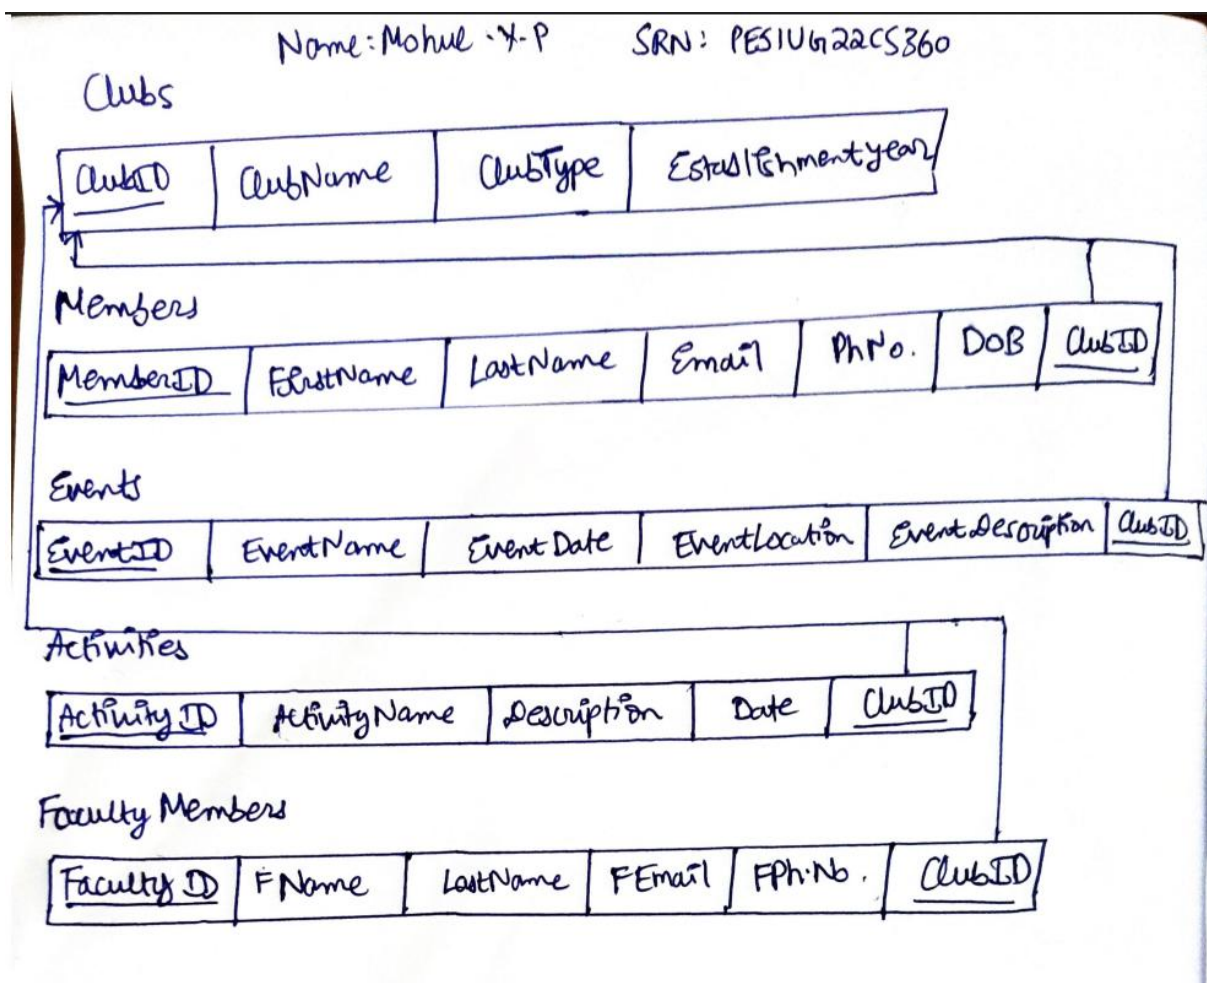 Name: Mohul . Y. P SRN: PES1UG22CS360
Clubs
ClubID ClubName ClubType Establishmentyear
Members
MemberID FirstName LastName Email PhNo. DOB ClubID
Events
EventID EventName Event Date EventLocation Event Description ClubID
Activities
Activity ID ActivityName Description Date ClubID
Faculty Members
Faculty ID FName LastName FEmail FPh.No. ClubID